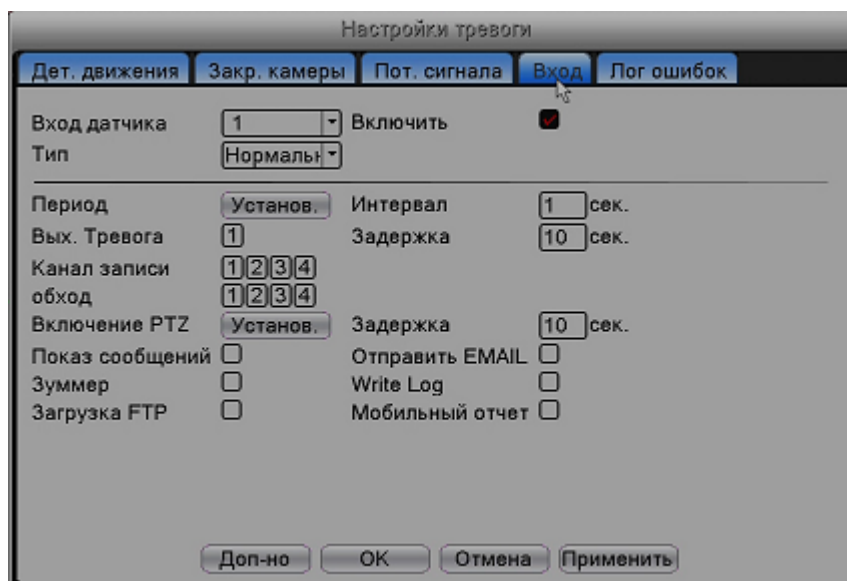 Настройки тревоги
Дет. движения Закр. камеры Пот. сигнала Вход Лог ошибок
Вход датчика 1 Включить
Тип Нормальн
Период Установ. Интервал 1 сек.
Вых. Тревога 1 Задержка 10 сек.
Канал записи 1 2 3 4
обход 1 2 3 4
Включение PTZ Установ. Задержка 10 сек.
Показ сообщений Отправить EMAIL
Зуммер Write Log
Загрузка FTP Мобильный отчет
Доп-но OK Отмена Применить